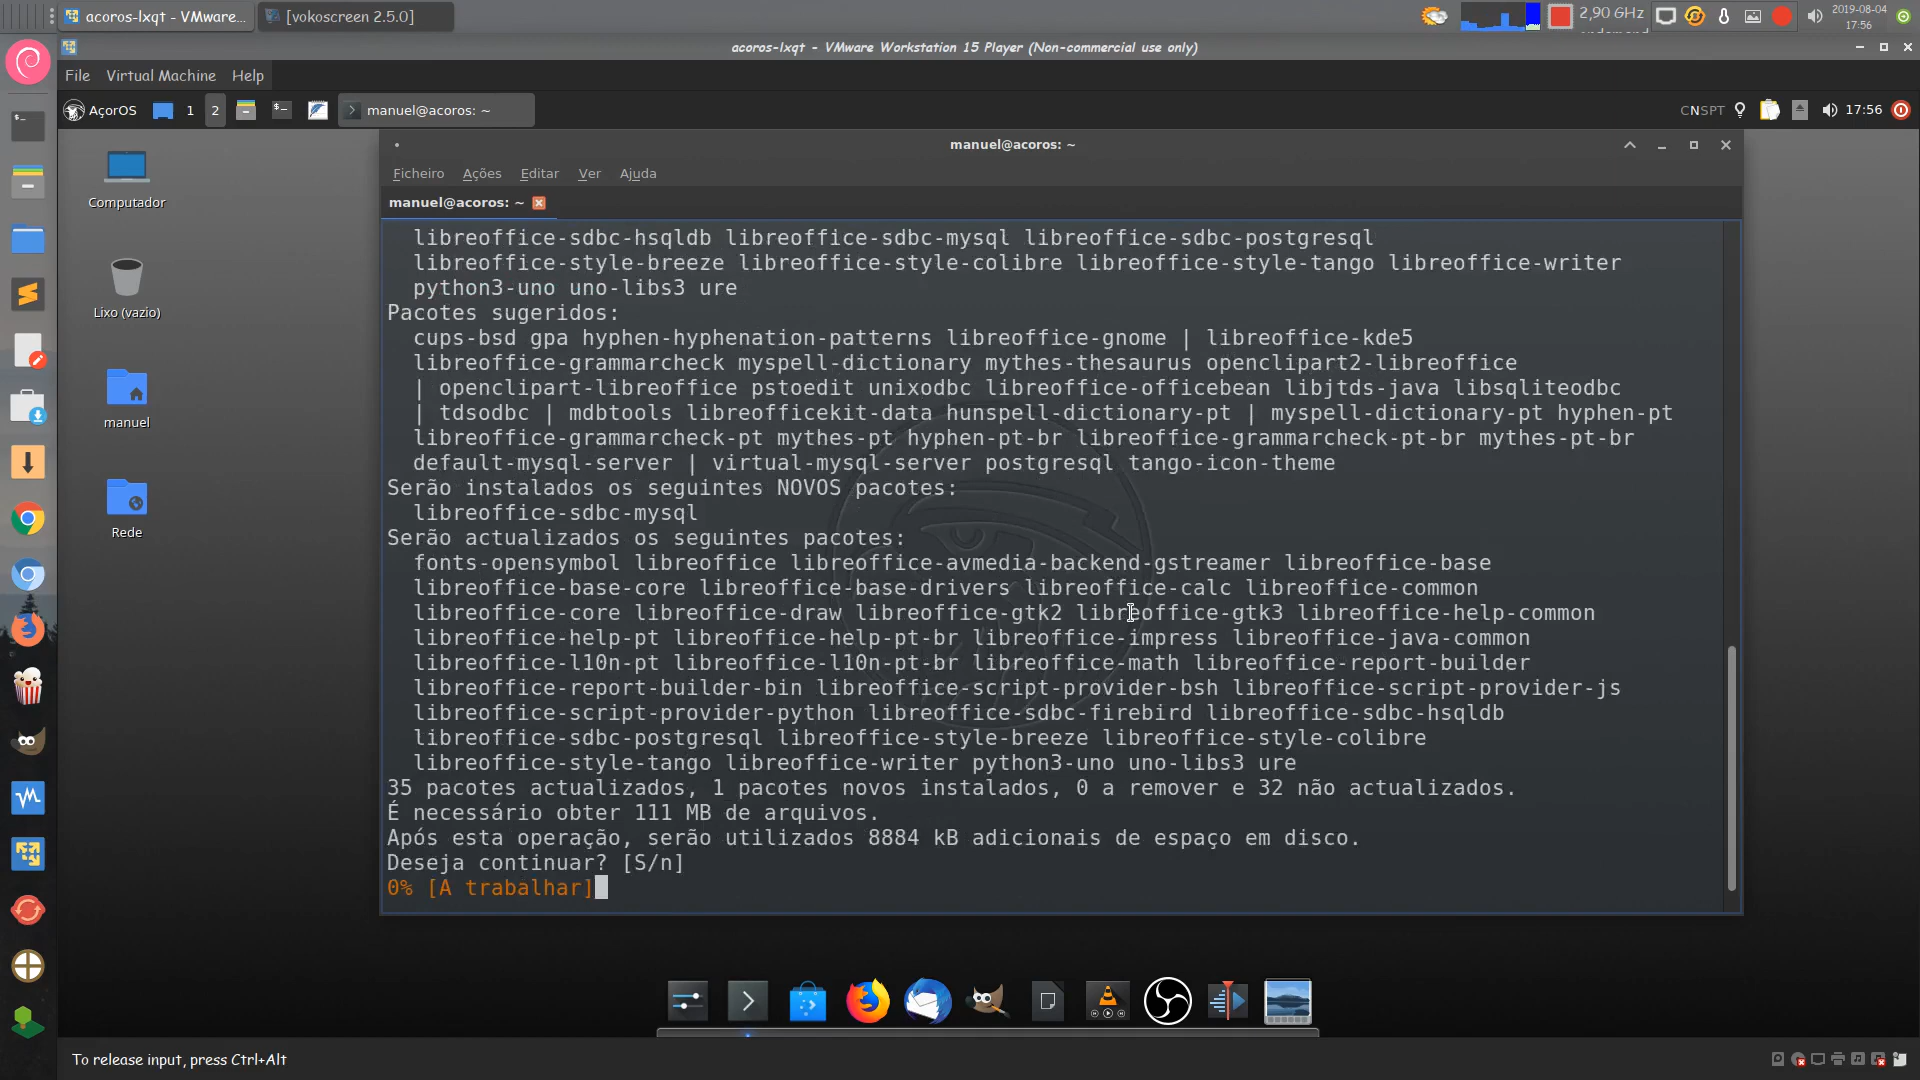 acoros-lxqt - VMware...
[vokoscreen 2.5.0]
2,90 GHz
2019-08-04
17:56
acoros-lxqt - VMware Workstation 15 Player (Non-commercial use only)
File Virtual Machine Help
AçorOS 1 2 manuel@acoros: ~
CNSPT 17:56
manuel@acoros: ~
Ficheiro Ações Editar Ver Ajuda
manuel@acoros: ~
Computador
Lixo (vazio)
manuel
Rede
libreoffice-sdbc-hsqldb libreoffice-sdbc-mysql libreoffice-sdbc-postgresql
libreoffice-style-breeze libreoffice-style-colibre libreoffice-style-tango libreoffice-writer
python3-uno uno-libs3 ure
Pacotes sugeridos:
cups-bsd gpa hyphen-hyphenation-patterns libreoffice-gnome | libreoffice-kde5
libreoffice-grammarcheck myspell-dictionary mythes-thesaurus openclipart2-libreoffice
| openclipart-libreoffice pstoedit unixodbc libreoffice-officebean libjtds-java libsqliteodbc
| tdsodbc | mdbtools libreofficekit-data hunspell-dictionary-pt | myspell-dictionary-pt hyphen-pt
libreoffice-grammarcheck-pt mythes-pt hyphen-pt-br libreoffice-grammarcheck-pt-br mythes-pt-br
default-mysql-server | virtual-mysql-server postgresql tango-icon-theme
Serão instalados os seguintes NOVOS pacotes:
libreoffice-sdbc-mysql
Serão actualizados os seguintes pacotes:
fonts-opensymbol libreoffice libreoffice-avmedia-backend-gstreamer libreoffice-base
libreoffice-base-core libreoffice-base-drivers libreoffice-calc libreoffice-common
libreoffice-core libreoffice-draw libreoffice-gtk2 libreoffice-gtk3 libreoffice-help-common
libreoffice-help-pt libreoffice-help-pt-br libreoffice-impress libreoffice-java-common
libreoffice-l10n-pt libreoffice-l10n-pt-br libreoffice-math libreoffice-report-builder
libreoffice-report-builder-bin libreoffice-script-provider-bsh libreoffice-script-provider-js
libreoffice-script-provider-python libreoffice-sdbc-firebird libreoffice-sdbc-hsqldb
libreoffice-sdbc-postgresql libreoffice-style-breeze libreoffice-style-colibre
libreoffice-style-tango libreoffice-writer python3-uno uno-libs3 ure
35 pacotes actualizados, 1 pacotes novos instalados, 0 a remover e 32 não actualizados.
É necessário obter 111 MB de arquivos.
Após esta operação, serão utilizados 8884 kB adicionais de espaço em disco.
Deseja continuar? [S/n]
0% [A trabalhar]
To release input, press Ctrl+Alt